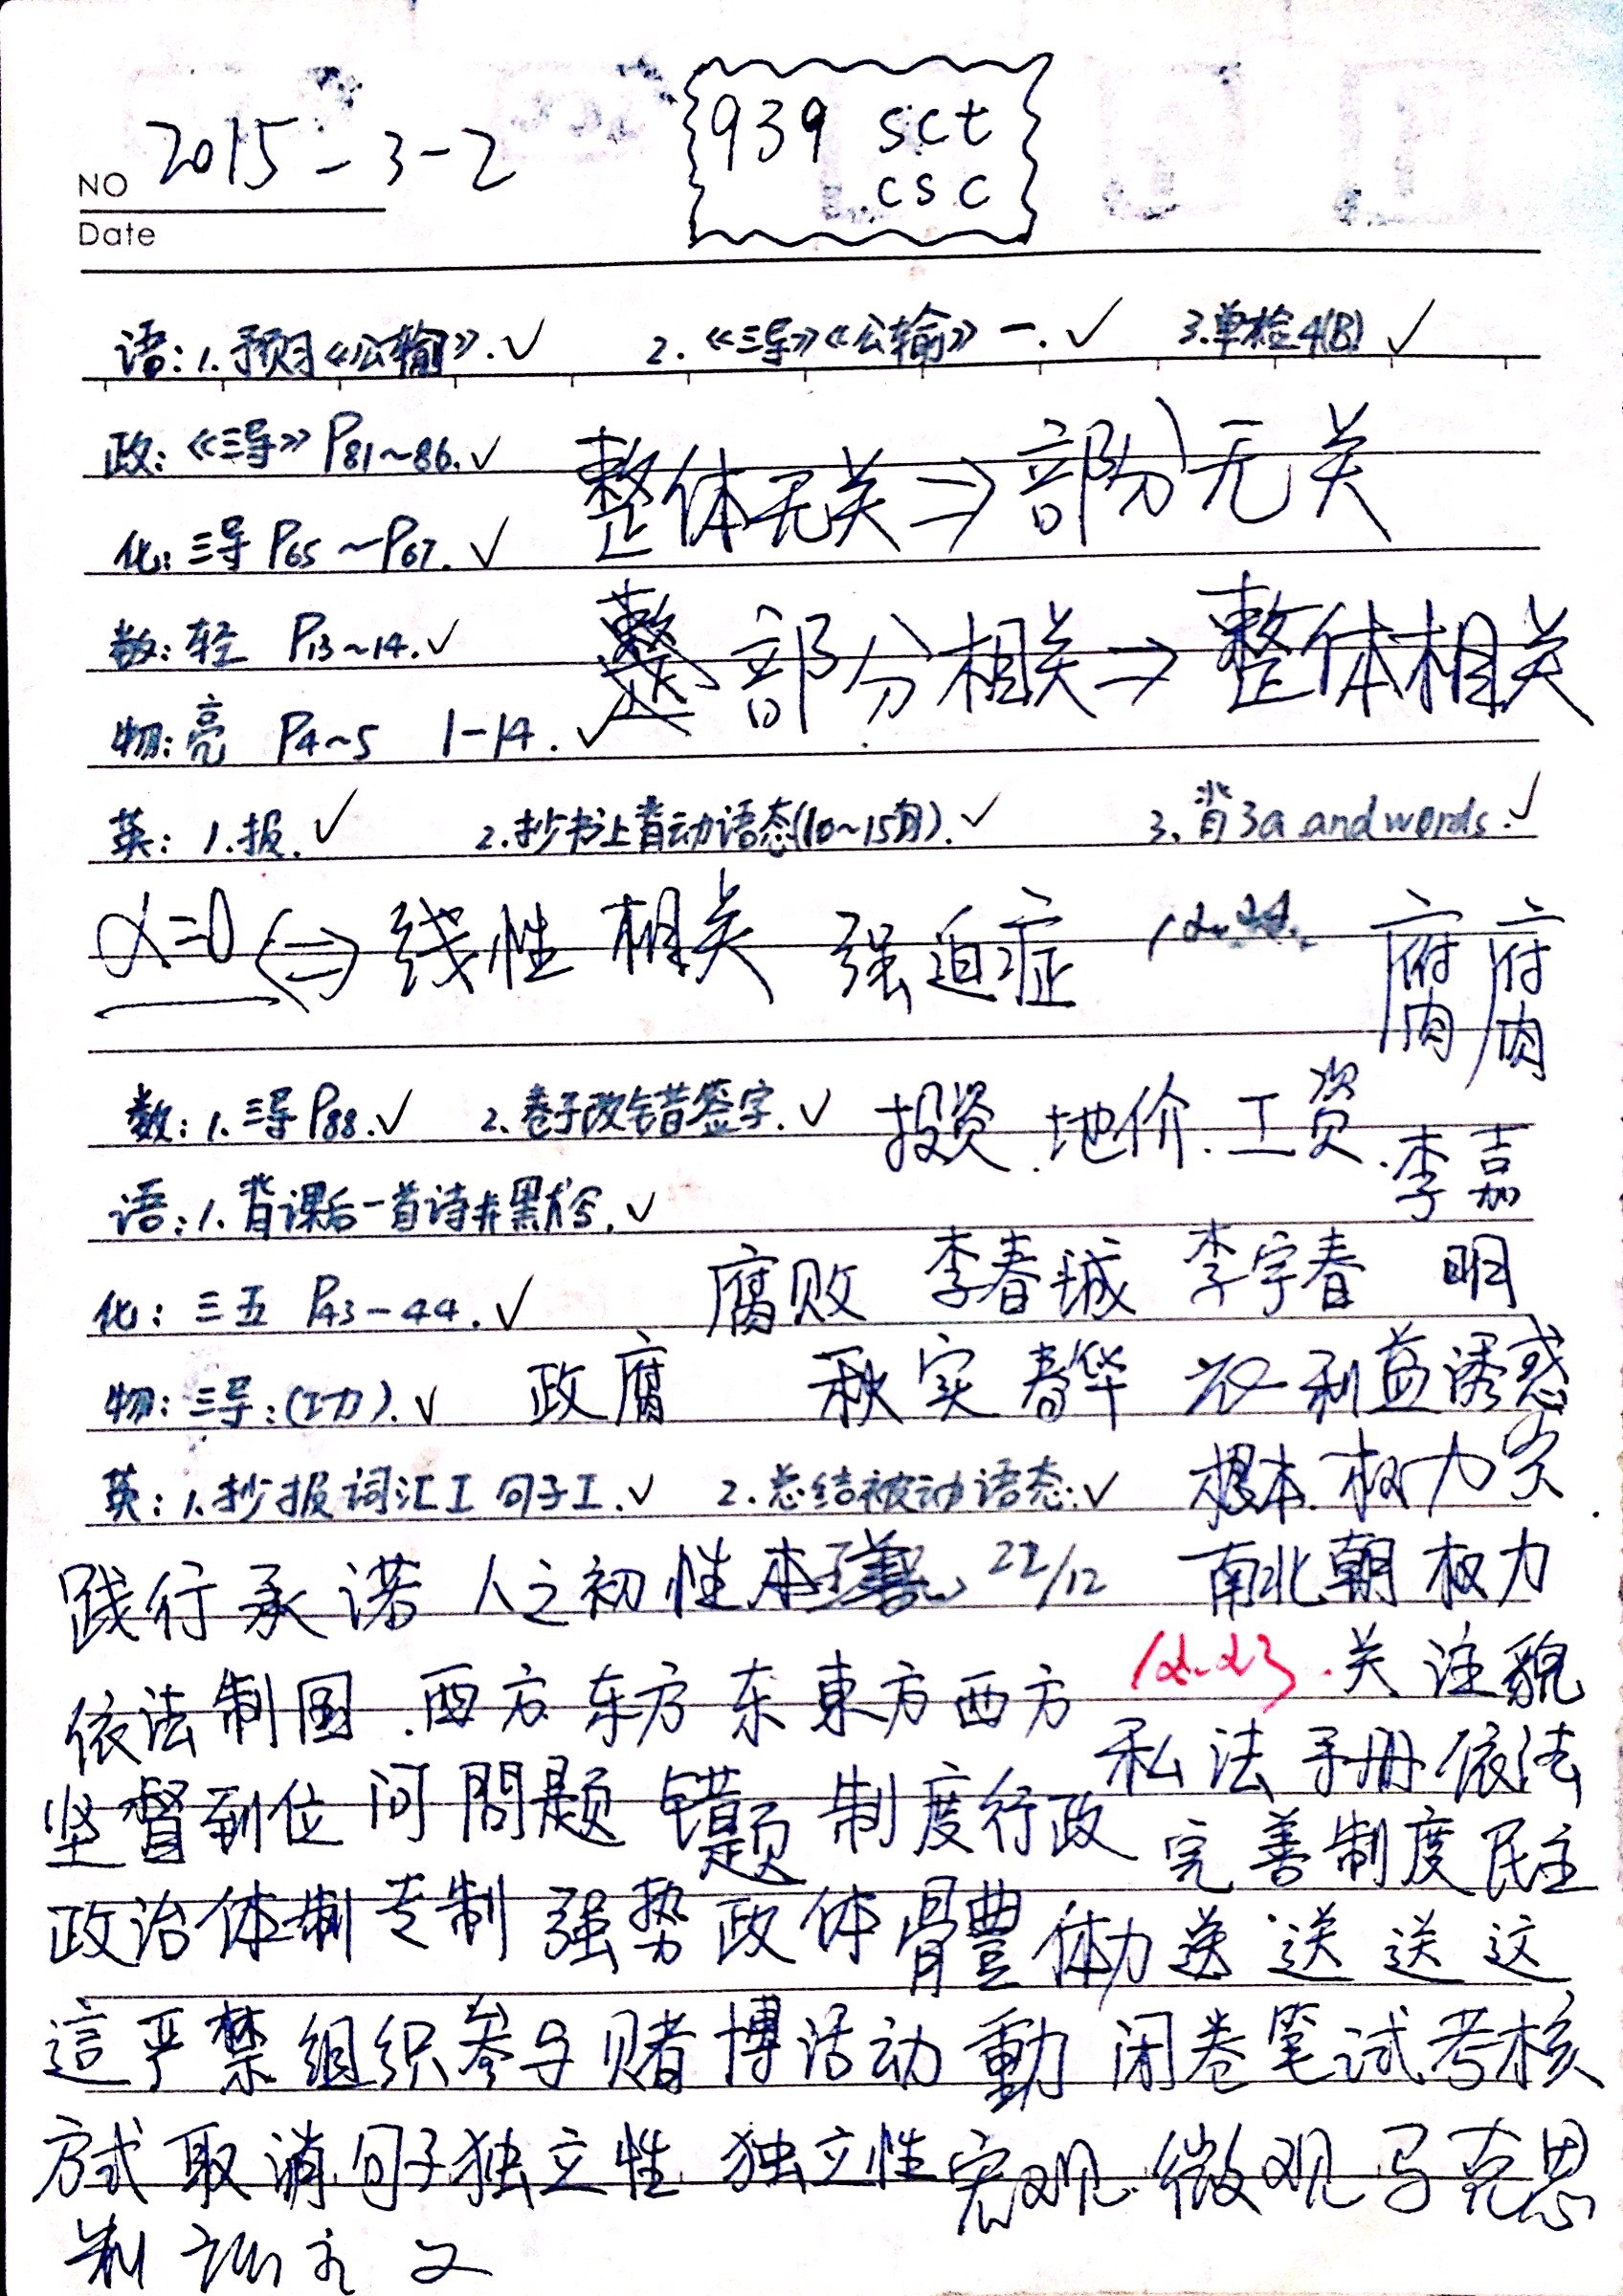 NO 2015-3-2
939 sct
csc
Date
语:1.预习《公输》.✓ 2.《三导》《公输》一.✓ 3.单检4(B) ✓
政:《三导》P81~86.✓
整体无关⇒部分无关
化:三导 P65~P67.✓
数:轻 P13~14.✓
部分相关⇒整体相关
物:亮 P4~5 1-14.✓
英:1.报.✓ 2.抄书上被动语态(10~15句).✓ 3.背3a and words.✓
α=0⇔线性相关 强迫症 腐腐
数:1.三导P88.✓ 2.卷子改错签字.✓ 投资.地价.工资.李嘉
语:1.背课后一首诗并默写.✓
化:三五 P43-44.✓ 腐败 李春城 李宇春 明
物:三导:(功).✓ 政腐 秋实春华 利益诱惑
英:1.抄报词汇I 句子I.✓ 2.总结被动语态.✓ 根本.权力
践行承诺 人之初性本善 22/12 南北朝权力
依法制国.西方东方东東方西方 关注貌
私法手册依法
坚督到位问問题错题制度行政 完善制度民主
政治体制专制强势政体體体力送送送这
這严禁组织参与赌博活动動闭卷笔试考核
方式取消句子独立性 独立性宏观.微观马克思
主义